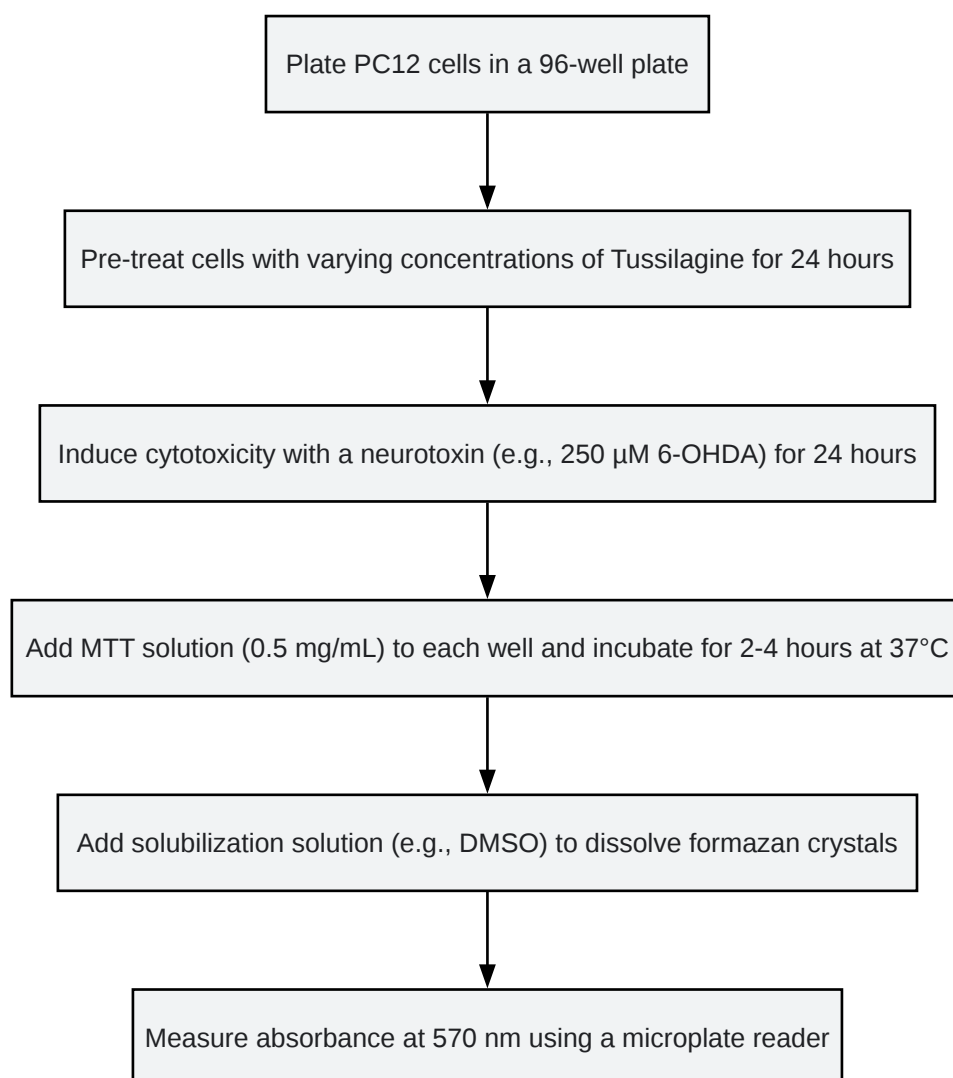 Plate PC12 cells in a 96-well plate
Pre-treat cells with varying concentrations of Tussilagine for 24 hours
Induce cytotoxicity with a neurotoxin (e.g., 250 µM 6-OHDA) for 24 hours
Add MTT solution (0.5 mg/mL) to each well and incubate for 2-4 hours at 37°C
Add solubilization solution (e.g., DMSO) to dissolve formazan crystals
Measure absorbance at 570 nm using a microplate reader